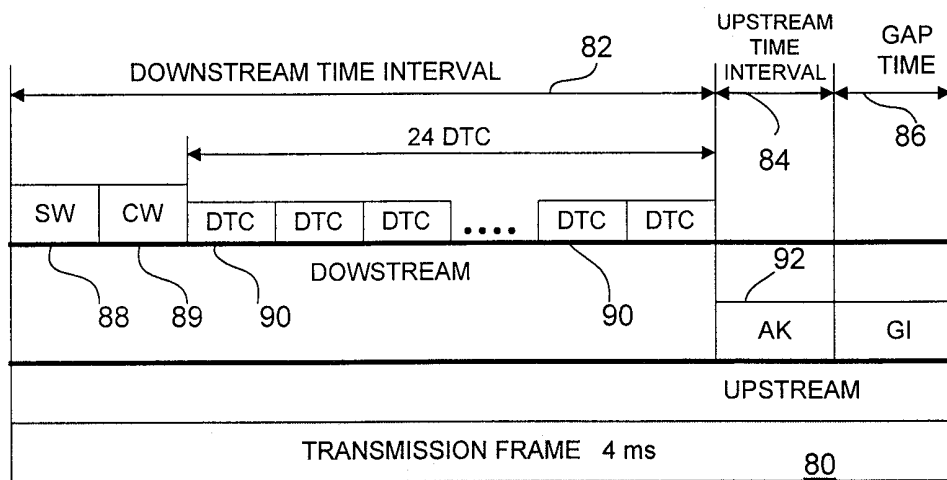 DOWNSTREAM TIME INTERVAL
82
UPSTREAM
TIME
INTERVAL
GAP
TIME
24 DTC
84
86
SW
CW
DTC
DTC
DTC
....
DTC
DTC
DOWSTREAM
92
88
89
90
90
AK
GI
UPSTREAM
TRANSMISSION FRAME 4 ms
80